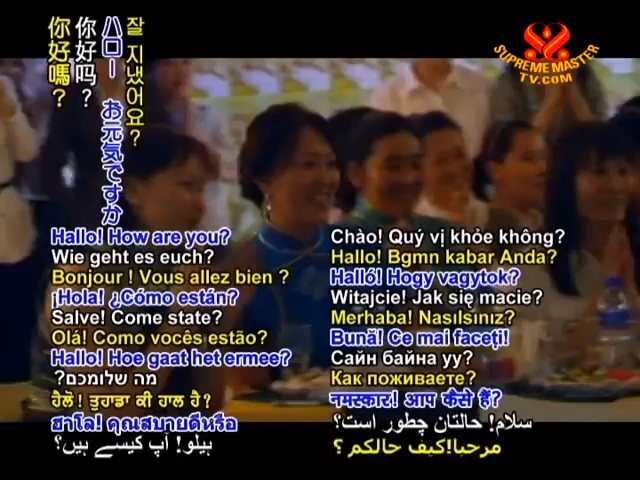 SUPREME MASTER
TV.COM
你好嗎？
你好吗？
ハロー お元気ですか
잘 지냈어요?
Hallo! How are you?
Wie geht es euch?
Bonjour ! Vous allez bien ?
¡Hola! ¿Cómo están?
Salve! Come state?
Olá! Como vocês estão?
Hallo! Hoe gaat het ermee?
מה שלומכם?
ਹੈਲੋ ! ਤੁਹਾਡਾ ਕੀ ਹਾਲ ਹੈ?
ฮาโล! คุณสบายดีหรือ
ہیلو! آپ کیسے ہیں؟
Chào! Quý vị khỏe không?
Hallo! Bgmn kabar Anda?
Halló! Hogy vagytok?
Witajcie! Jak się macie?
Merhaba! Nasılsınız?
Bună! Ce mai faceţi!
Сайн байна уу?
Как поживаете?
नमस्कार! आप कैसे हैं?
سلام! حالتان چطور است؟
مرحبا!كيف حالكم ؟